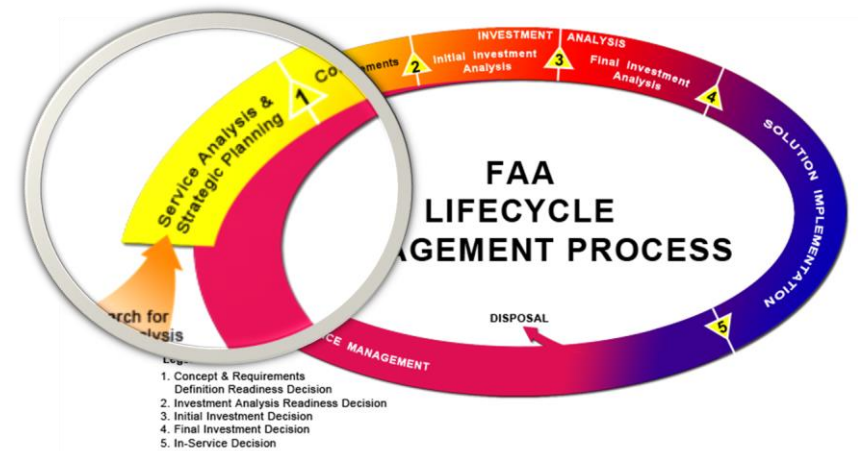 INVESTMENT ANALYSIS
Initial Investment
Analysis
Final Investment
Analysis
Service Analysis &
Strategic Planning
1
2
3
4
SOLUTION IMPLEMENTATION
FAA
LIFECYCLE
AGEMENT PROCESS
DISPOSAL
5
MANAGEMENT
1. Concept & Requirements
Definition Readiness Decision
2. Investment Analysis Readiness Decision
3. Initial Investment Decision
4. Final Investment Decision
5. In-Service Decision